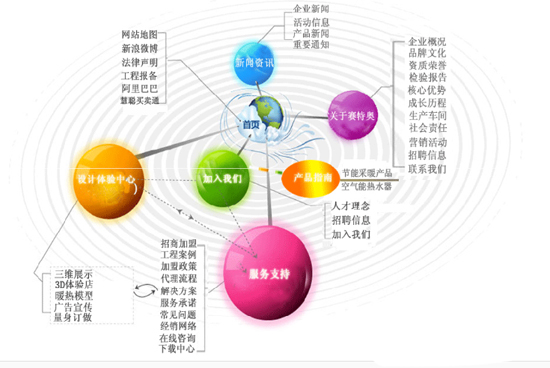 企业新闻
活动信息
产品新闻
重要通知
新闻资讯
网站地图
新浪微博
法律声明
工程报备
阿里巴巴
慧聪买卖通
首页
关于赛特奥
企业概况
品牌文化
资质荣誉
检验报告
核心优势
成长历程
生产车间
社会责任
营销活动
招聘信息
联系我们
设计体验中心
加入我们
产品指南
节能采暖产品
空气能热水器
人才理念
招聘信息
加入我们
服务支持
招商加盟
工程案例
加盟政策
代理流程
解决方案
服务承诺
常见问题
经销网络
在线咨询
下载中心
三维展示
3D体验店
暖热模型
广告宣传
量身订做